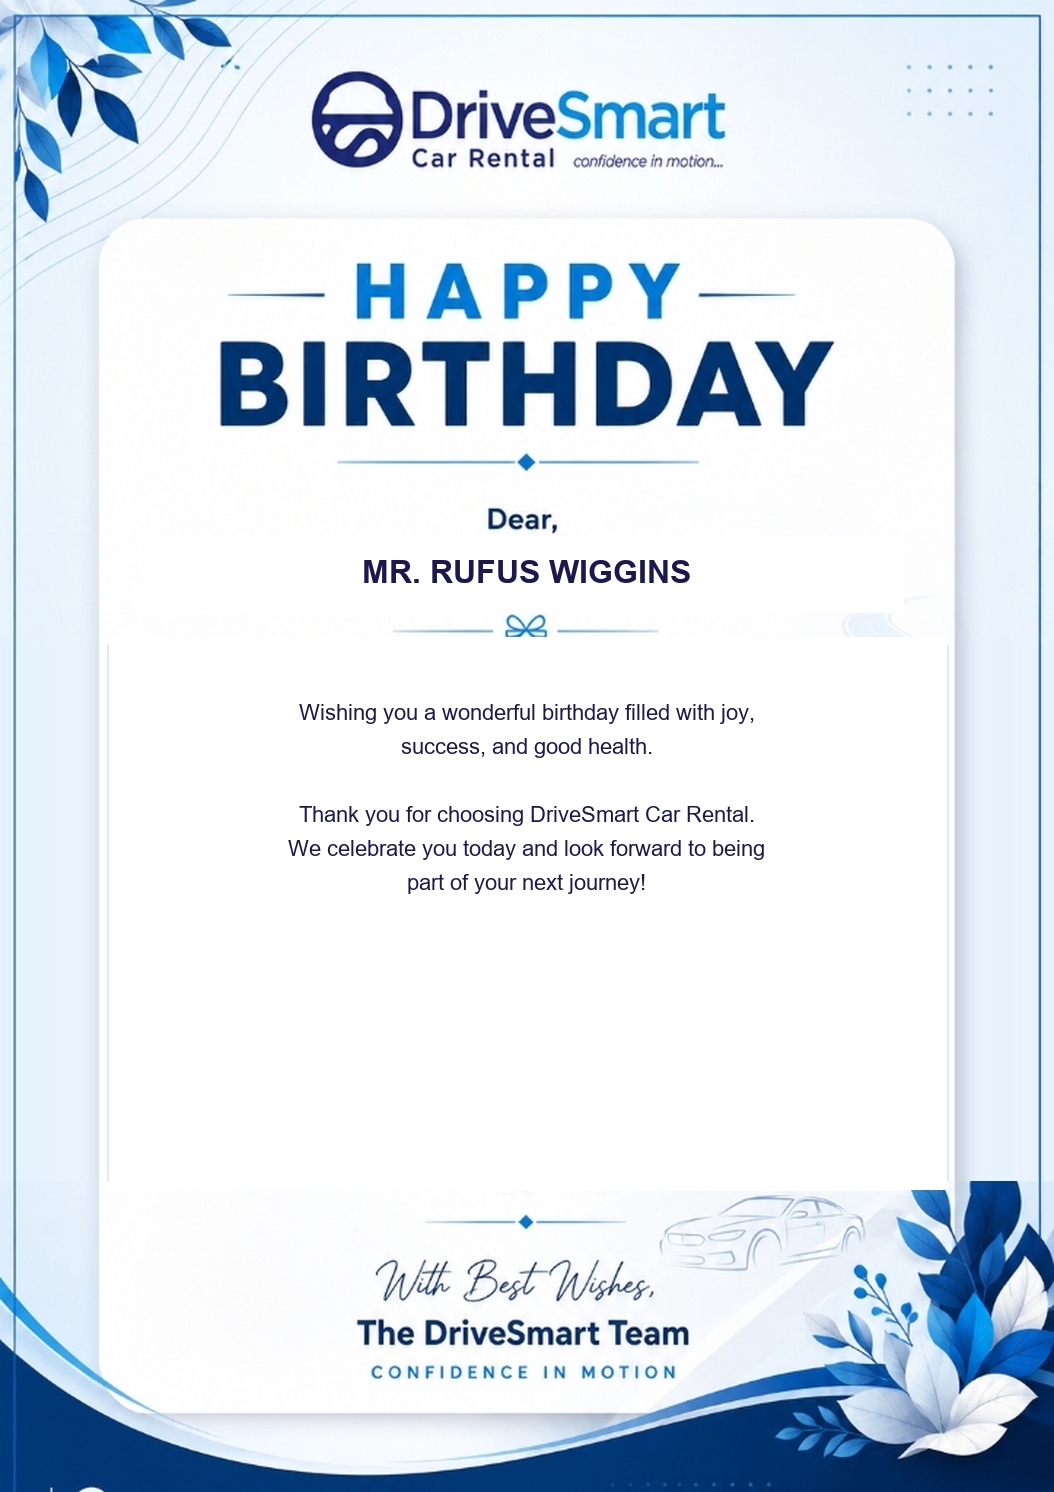 DriveSmart
Car Rental confidence in motion...
HAPPY
BIRTHDAY
Dear,
MR. RUFUS WIGGINS
Wishing you a wonderful birthday filled with joy,
success, and good health.
Thank you for choosing DriveSmart Car Rental.
We celebrate you today and look forward to being
part of your next journey!
With Best Wishes,
The DriveSmart Team
CONFIDENCE IN MOTION